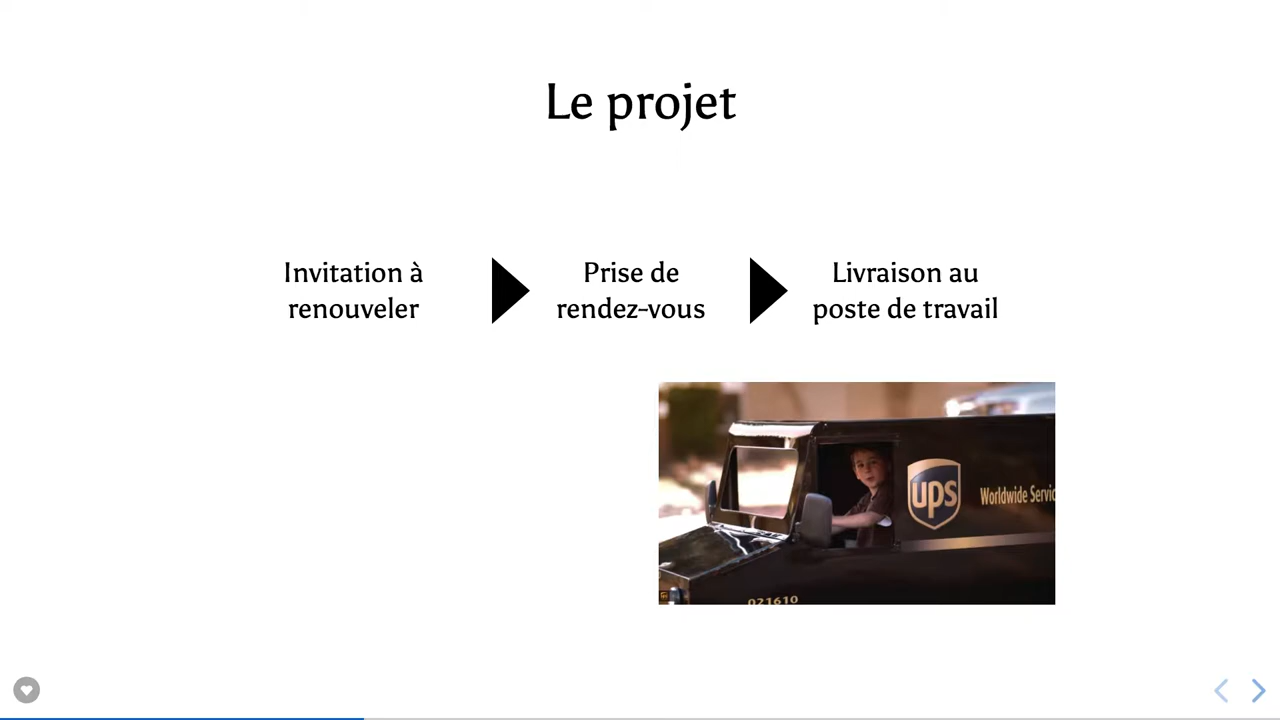 Le projet
Invitation à
renouveler
Prise de
rendez-vous
Livraison au
poste de travail
ups
Worldwide Servic
021610